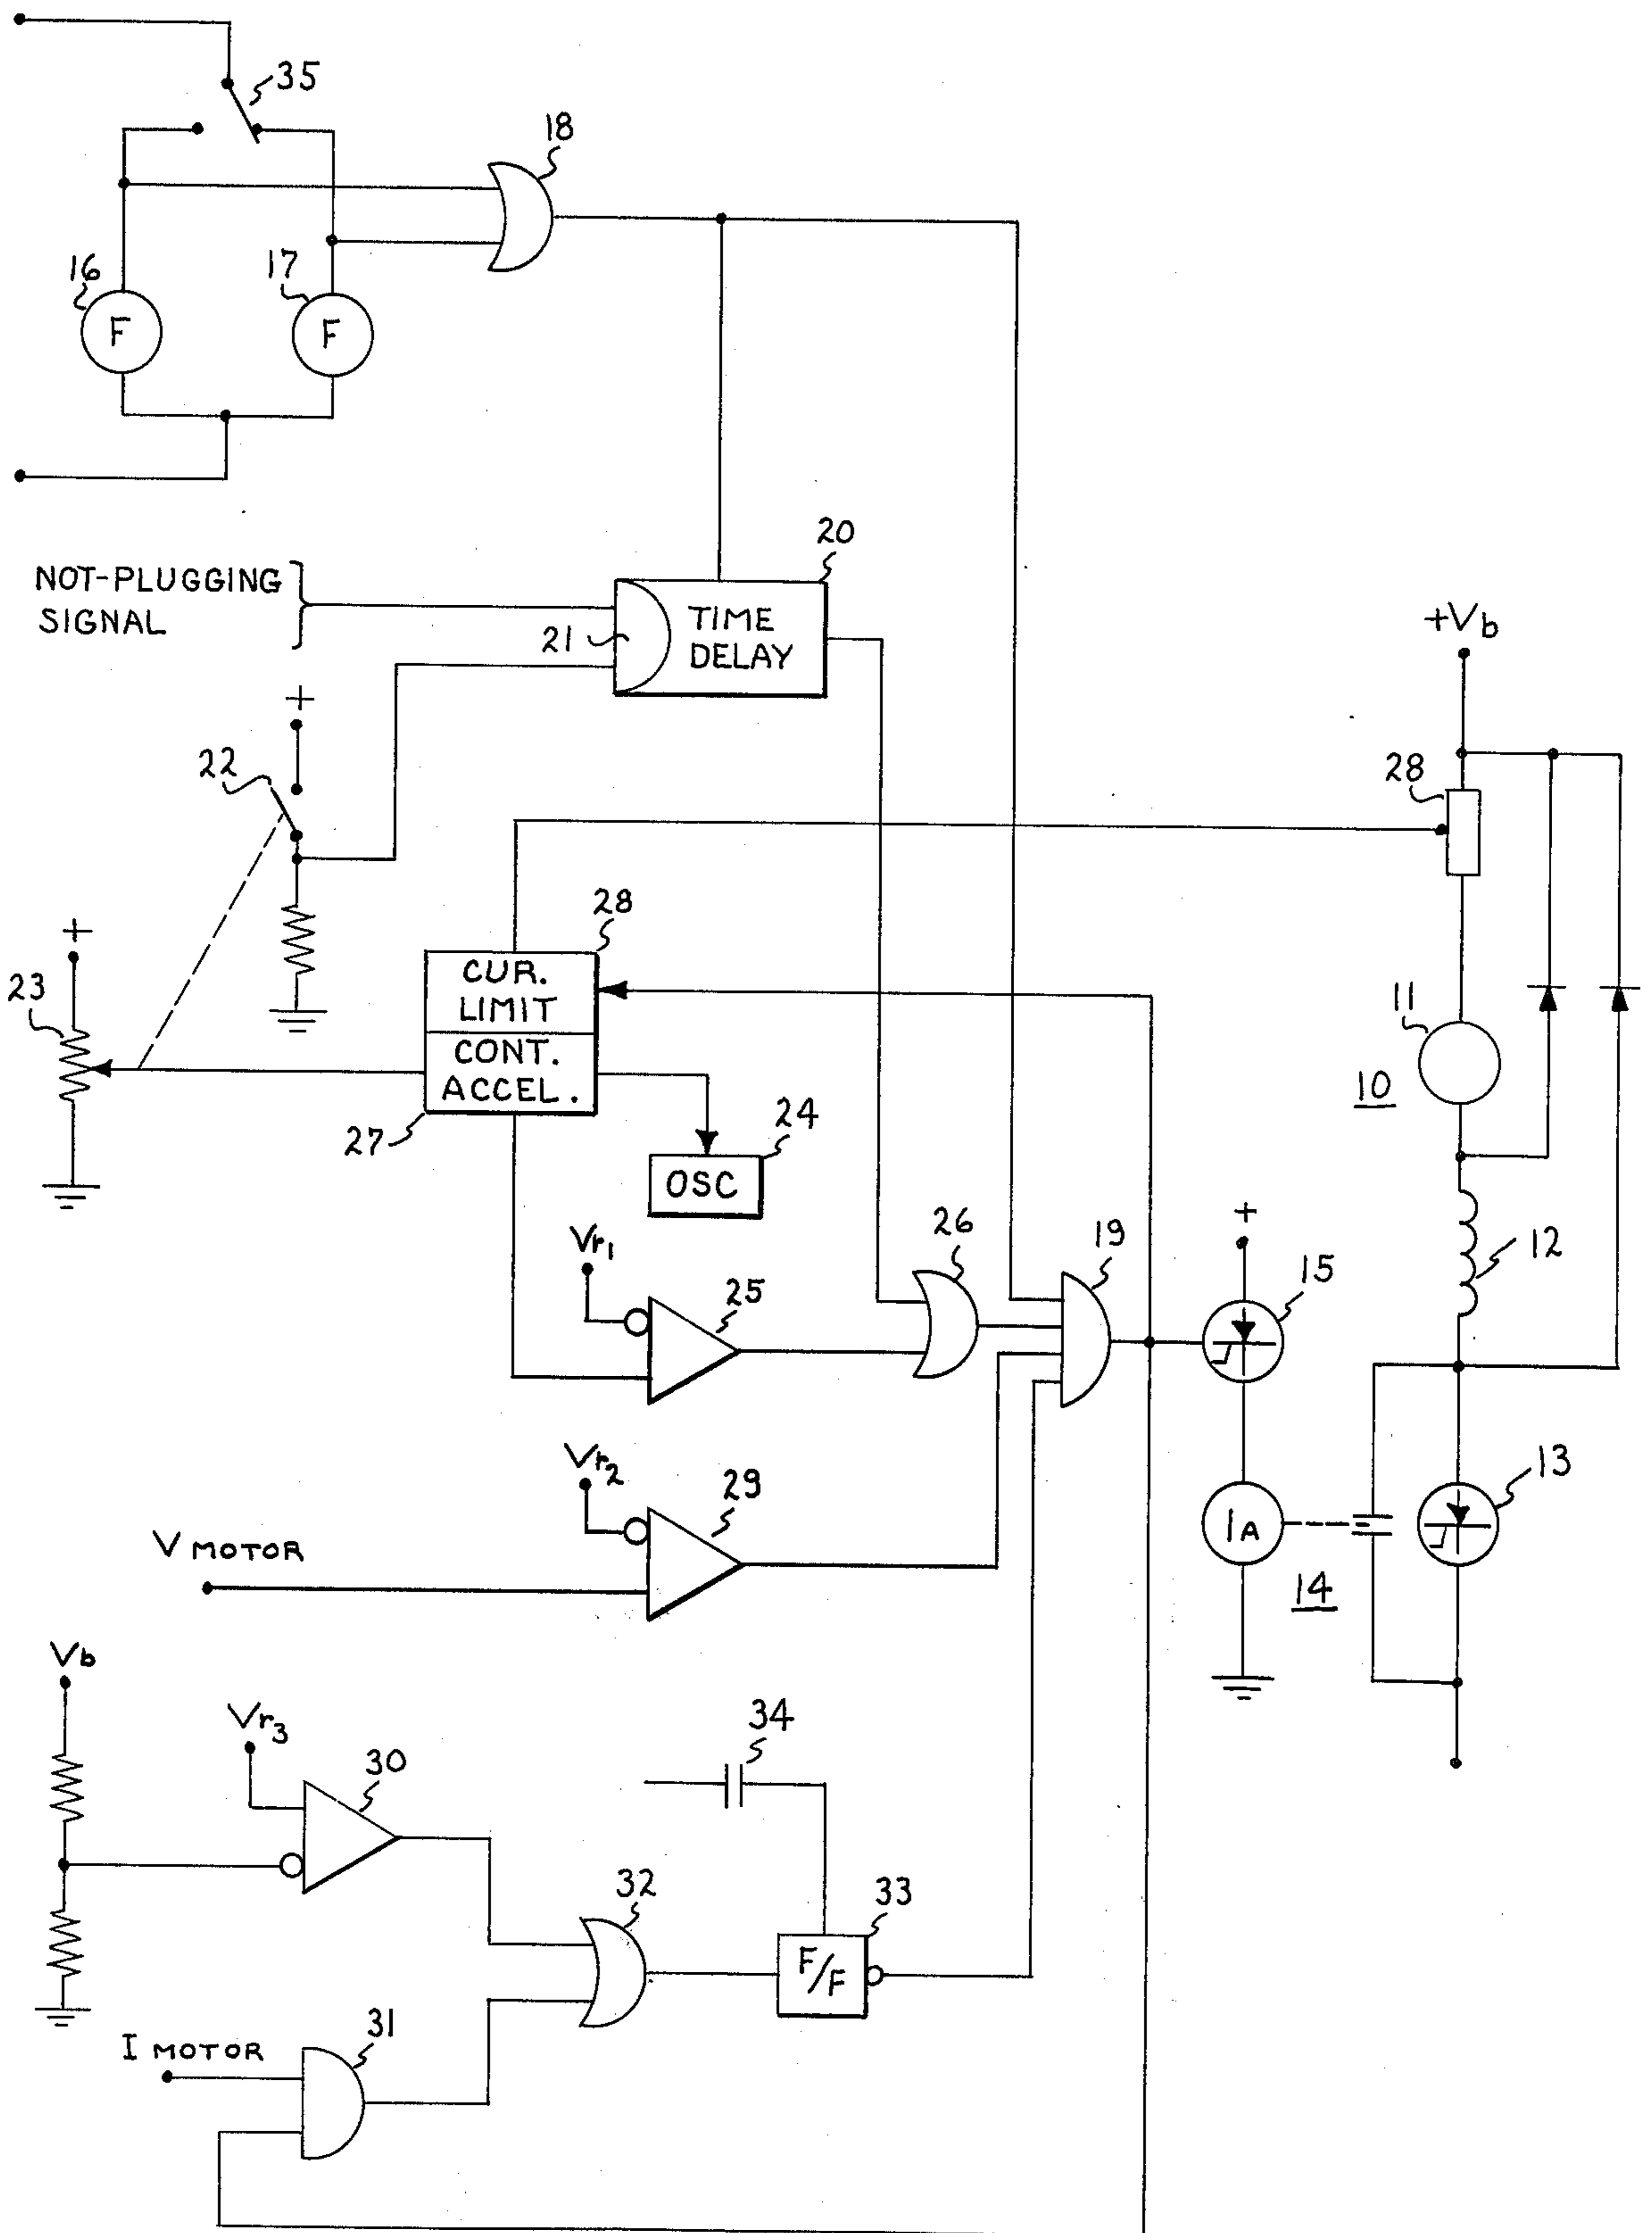 35
18
16
17
F
F
20
NOT-PLUGGING
SIGNAL
21
TIME
DELAY
+Vb
+
22
28
28
+
23
CUR.
LIMIT
CONT.
ACCEL.
11
10
27
24
OSC
Vr1
26
19
+
12
25
15
Vr2
29
13
V MOTOR
1A
14
Vb
Vr3
34
30
32
33
F/F
31
I MOTOR